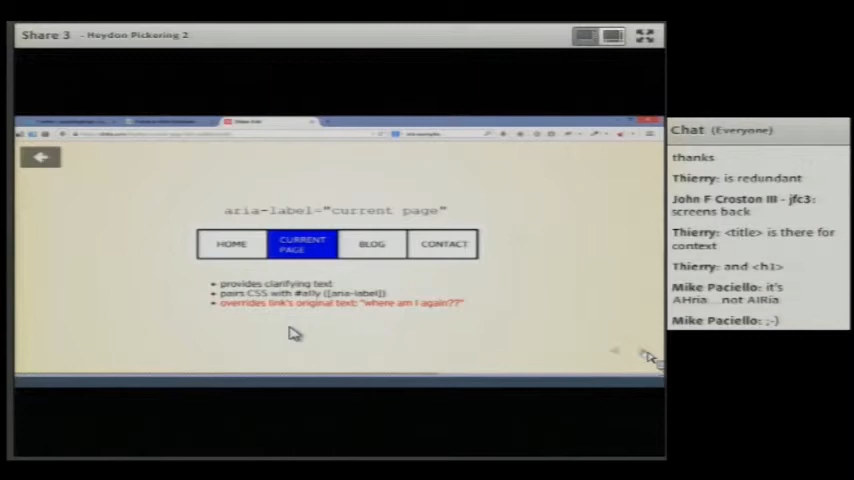 Share 3 - Heydon Pickering 2
aria-label="current page"
HOME
CURRENT
PAGE
BLOG
CONTACT
• provides clarifying text
• pairs CSS with #a11y ([aria-label])
• overrides link's original text: "where am I again??"
Chat (Everyone)
thanks
Thierry: is redundant
John F Croston III - jfc3:
screens back
Thierry: <title> is there for
context
Thierry: and <h1>
Mike Paciello: it's
AHria....not AIRia
Mike Paciello: ;-)